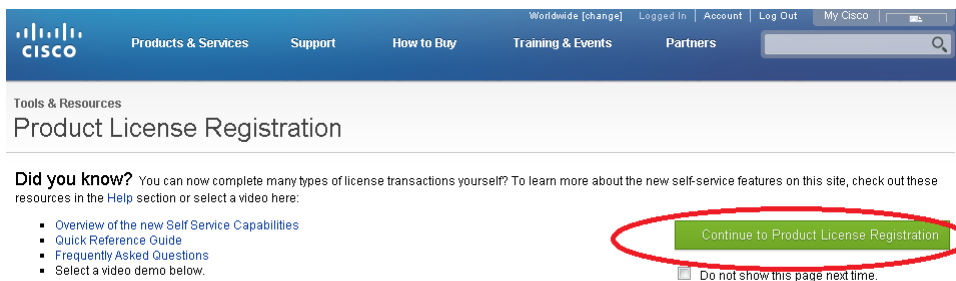 Worldwide [change] Logged In Account Log Out My Cisco
CISCO Products & Services Support How to Buy Training & Events Partners
Tools & Resources
Product License Registration
Did you know? You can now complete many types of license transactions yourself? To learn more about the new self-service features on this site, check out these
resources in the Help section or select a video here:
Overview of the new Self Service Capabilities
Quick Reference Guide
Frequently Asked Questions
Select a video demo below.
Continue to Product License Registration
Do not show this page next time.